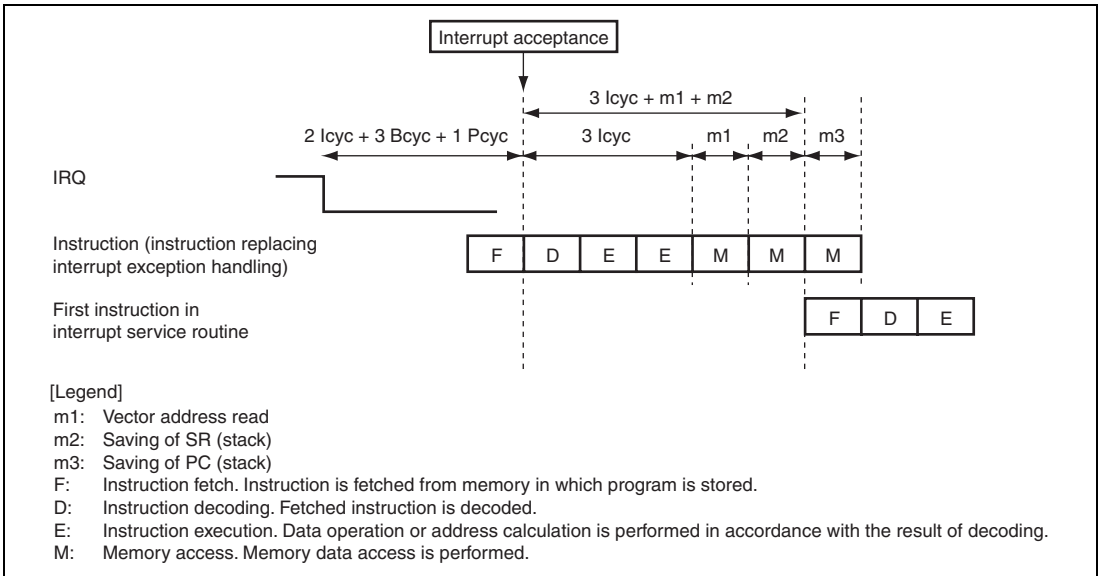 Interrupt acceptance
3 Icyc + m1 + m2
2 Icyc + 3 Bcyc + 1 Pcyc
3 Icyc
m1
m2
m3
IRQ
Instruction (instruction replacing
interrupt exception handling)
F D E E M M M
First instruction in
interrupt service routine
F D E
[Legend]
m1: Vector address read
m2: Saving of SR (stack)
m3: Saving of PC (stack)
F: Instruction fetch. Instruction is fetched from memory in which program is stored.
D: Instruction decoding. Fetched instruction is decoded.
E: Instruction execution. Data operation or address calculation is performed in accordance with the result of decoding.
M: Memory access. Memory data access is performed.